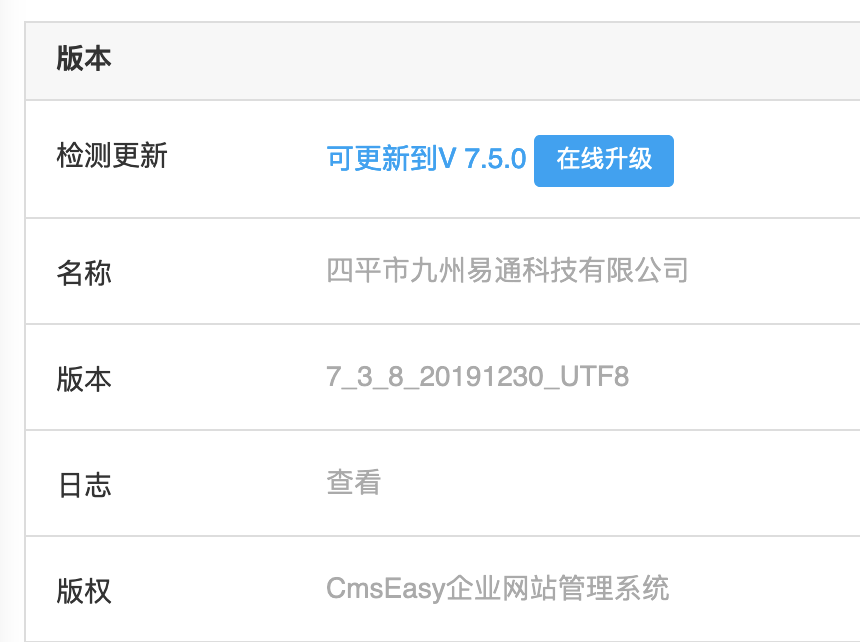 版本
检测更新 可更新到V 7.5.0 在线升级
名称 四平市九州易通科技有限公司
版本 7_3_8_20191230_UTF8
日志 查看
版权 CmsEasy企业网站管理系统